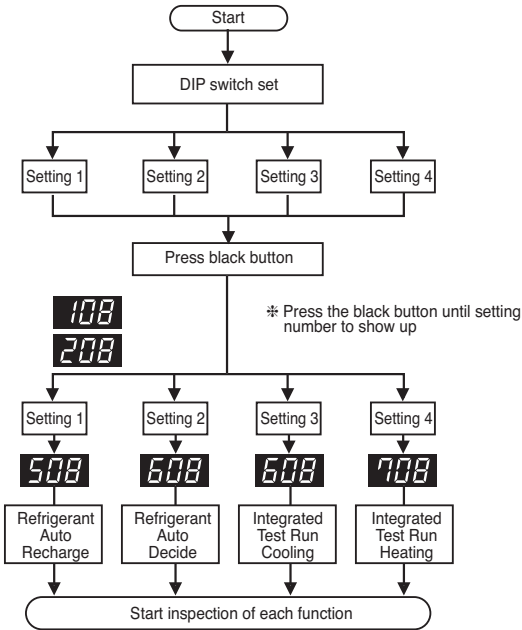 Start
DIP switch set
Setting 1
Setting 2
Setting 3
Setting 4
Press black button
108
208
※ Press the black button until setting
number to show up
Setting 1
Setting 2
Setting 3
Setting 4
508
608
608
708
Refrigerant
Auto
Recharge
Refrigerant
Auto
Decide
Integrated
Test Run
Cooling
Integrated
Test Run
Heating
Start inspection of each function